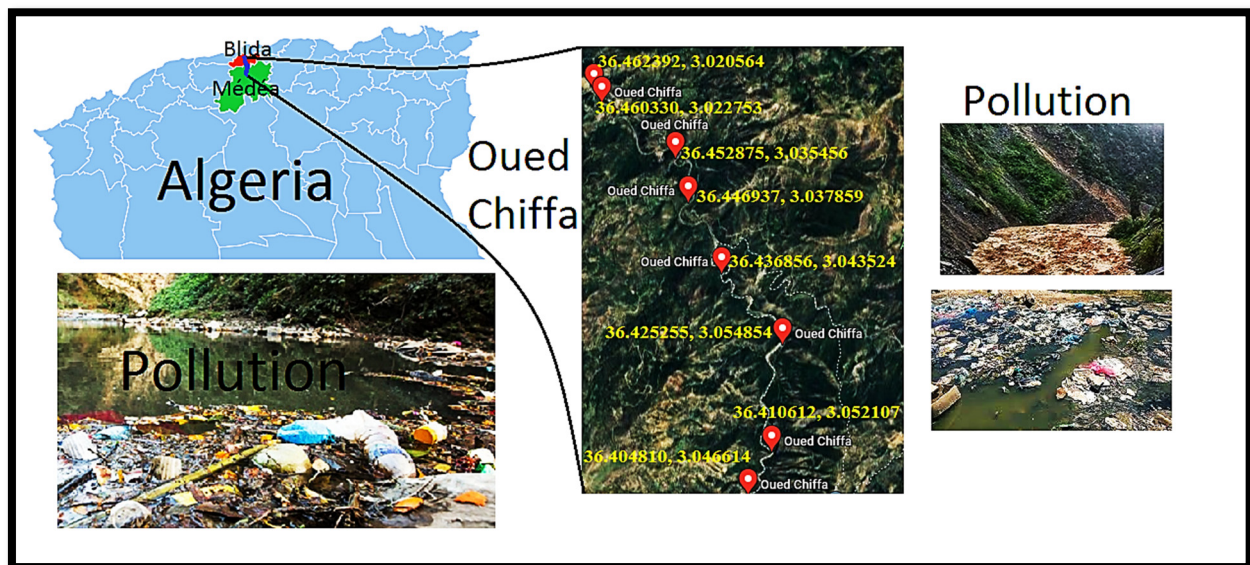 Blida
Médéa
Algeria
Oued
Chiffa
Pollution
36.462392, 3.020564
Oued Chiffa
36.460330, 3.022753
Oued Chiffa
36.452875, 3.035456
Oued Chiffa
36.446937, 3.037859
Oued Chiffa
36.436856, 3.043524
36.425255, 3.054854
Oued Chiffa
36.410612, 3.052107
Oued Chiffa
36.404810, 3.046614
Oued Chiffa
Pollution